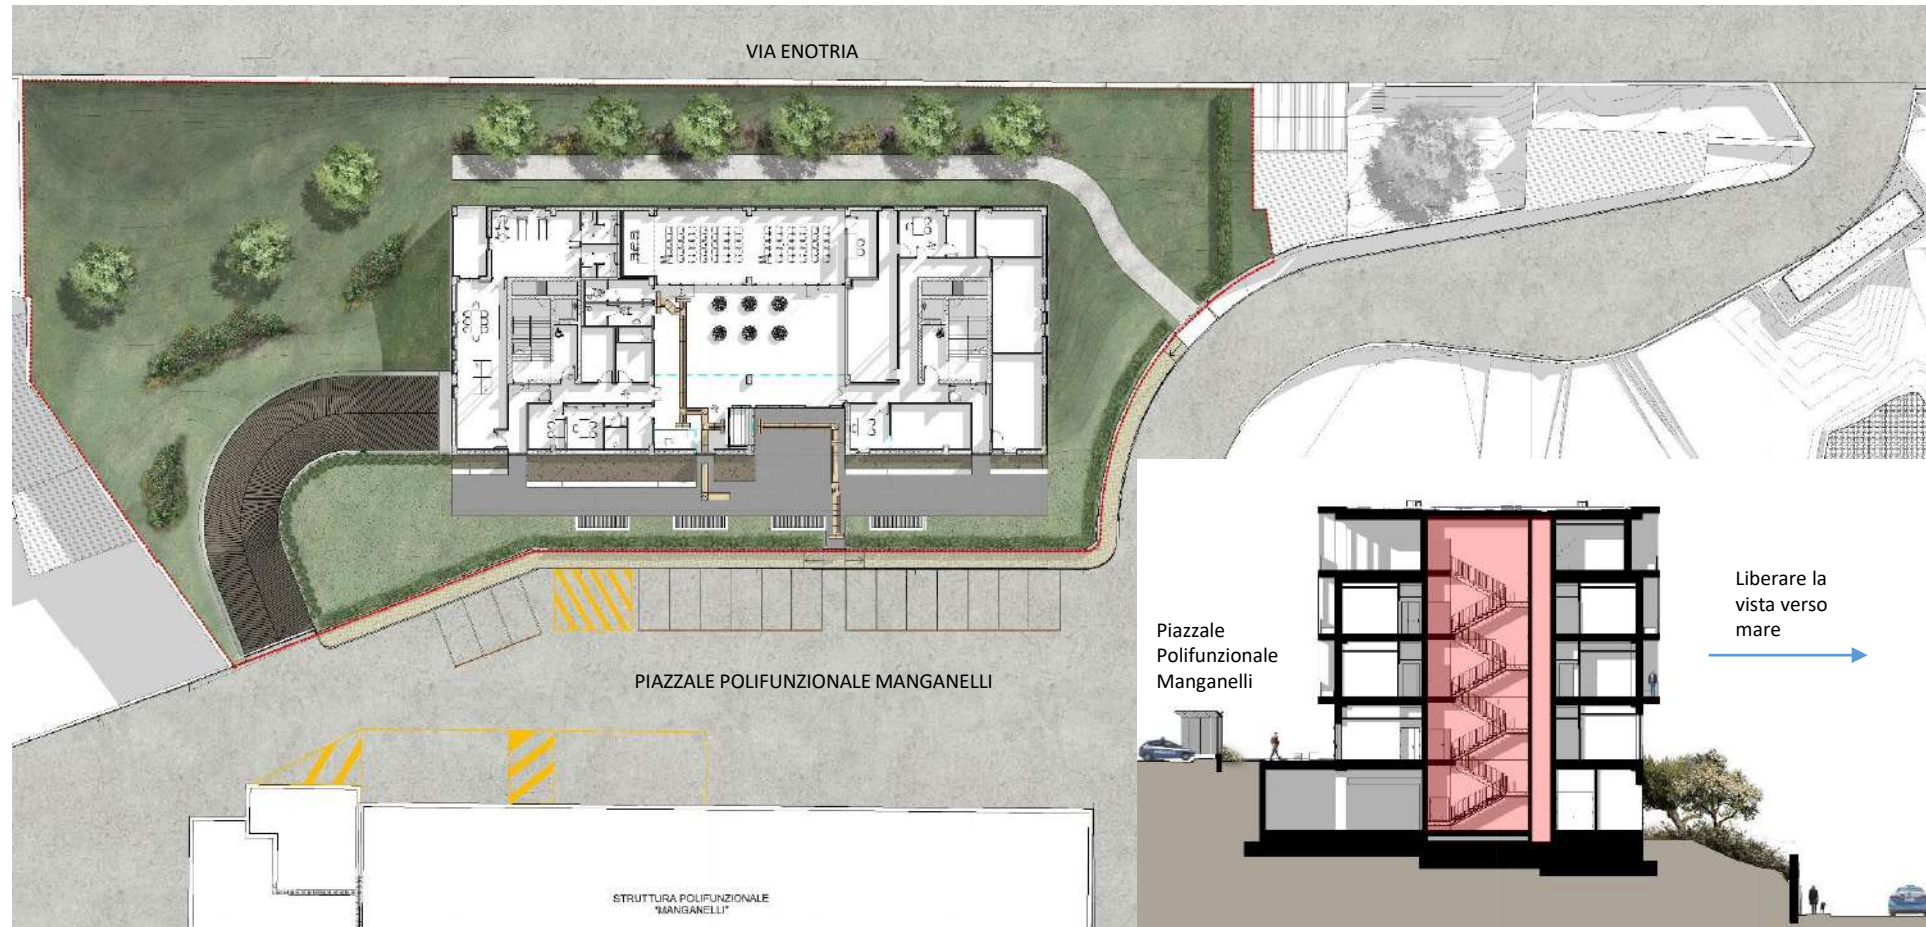 VIA ENOTRIA
PIAZZALE POLIFUNZIONALE MANGANELLI
STRUTTURA POLIFUNZIONALE
"MANGANELLI"
Piazzale
Polifunzionale
Manganelli
Liberare la
vista verso
mare